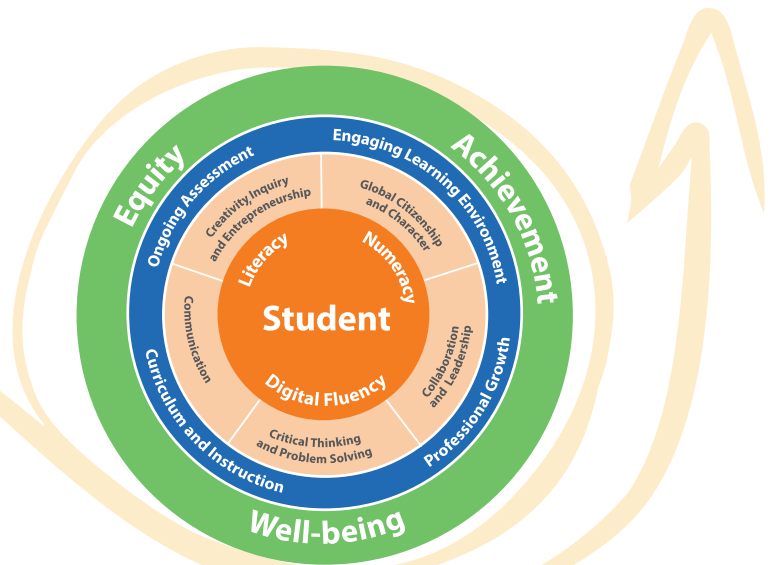 Equity
Achievement
Well-being
Ongoing Assessment
Engaging Learning Environment
Professional Growth
Curriculum and Instruction
Creativity, Inquiry
and Entrepreneurship
Global Citizenship
and Character
Collaboration
and Leadership
Critical Thinking
and Problem Solving
Communication
Literacy
Numeracy
Student
Digital Fluency